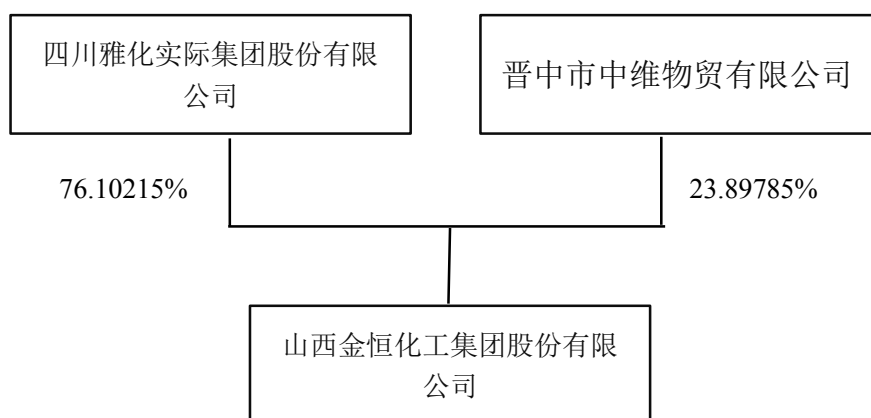 四川雅化实际集团股份有限
公司
晋中市中维物贸有限公司
76.10215%
23.89785%
山西金恒化工集团股份有限
公司